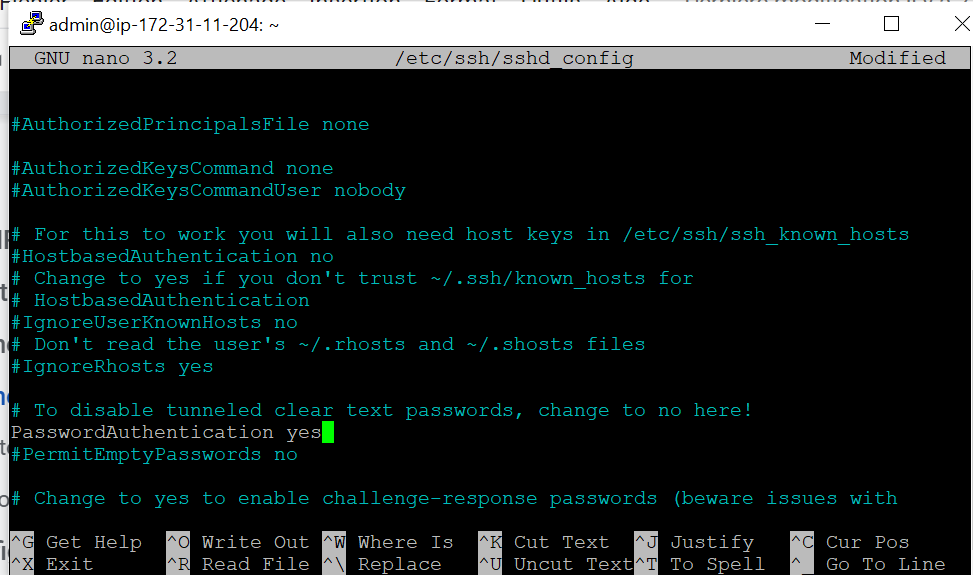 admin@ip-172-31-11-204: ~
GNU nano 3.2 /etc/ssh/sshd_config Modified
#AuthorizedPrincipalsFile none
#AuthorizedKeysCommand none
#AuthorizedKeysCommandUser nobody
# For this to work you will also need host keys in /etc/ssh/ssh_known_hosts
#HostbasedAuthentication no
# Change to yes if you don't trust ~/.ssh/known_hosts for
# HostbasedAuthentication
#IgnoreUserKnownHosts no
# Don't read the user's ~/.rhosts and ~/.shosts files
#IgnoreRhosts yes
# To disable tunneled clear text passwords, change to no here!
PasswordAuthentication yes
#PermitEmptyPasswords no
# Change to yes to enable challenge-response passwords (beware issues with
^G Get Help ^O Write Out ^W Where Is ^K Cut Text ^J Justify ^C Cur Pos
^X Exit ^R Read File ^\ Replace ^U Uncut Text ^T To Spell ^_ Go To Line